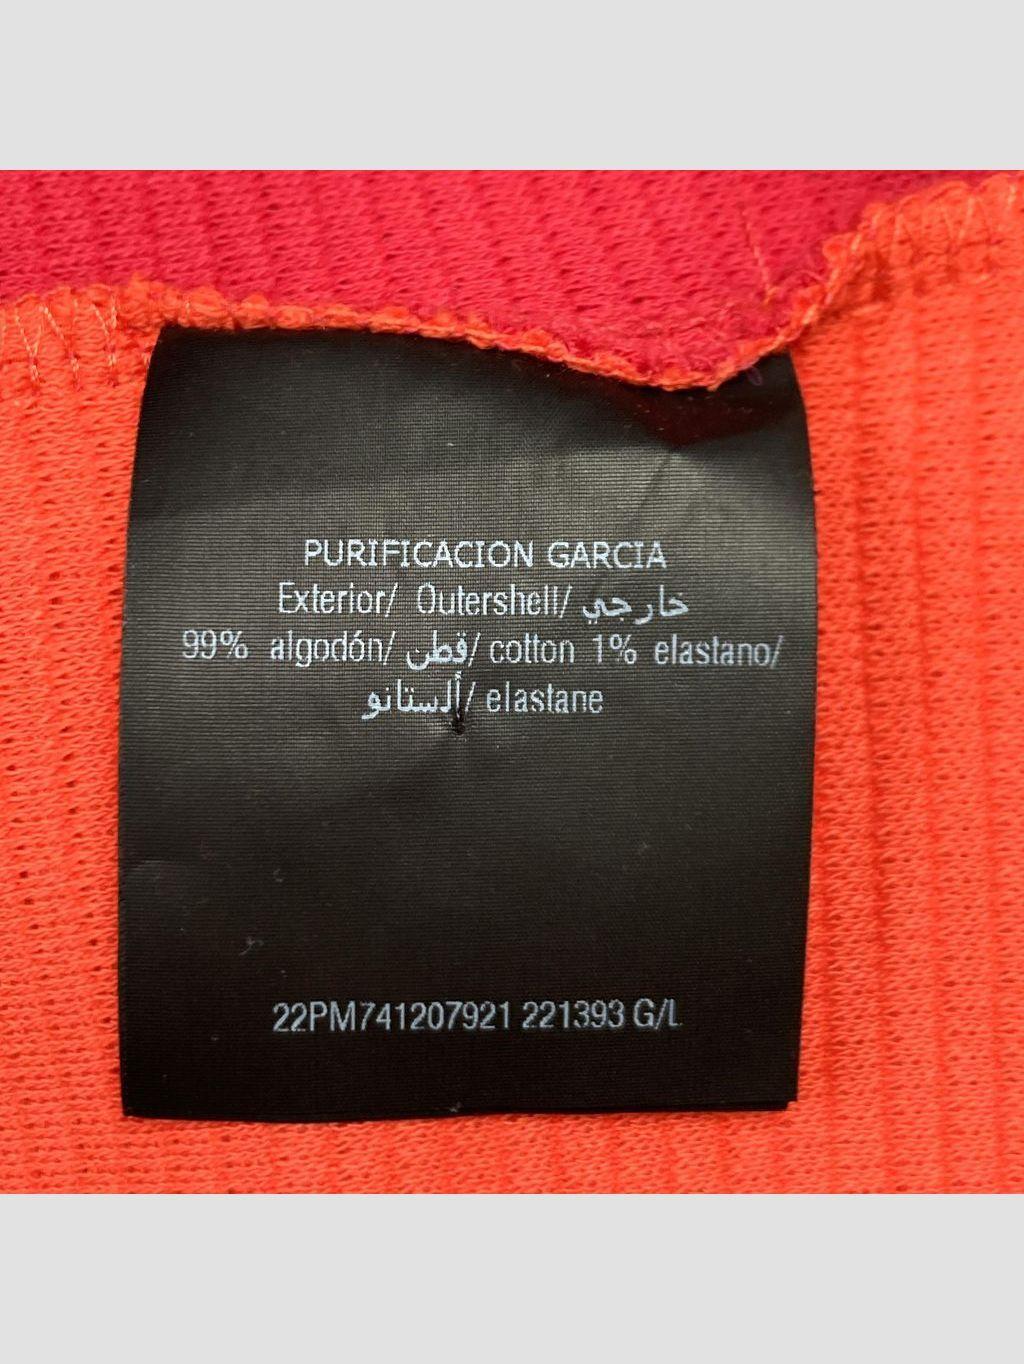 PURIFICACION GARCIA
Exterior/ Outershell/ خارجي
99% algodón/ قطن/ cotton 1% elastano/
ألستانو/ elastane
22PM741207921 221393 G/L